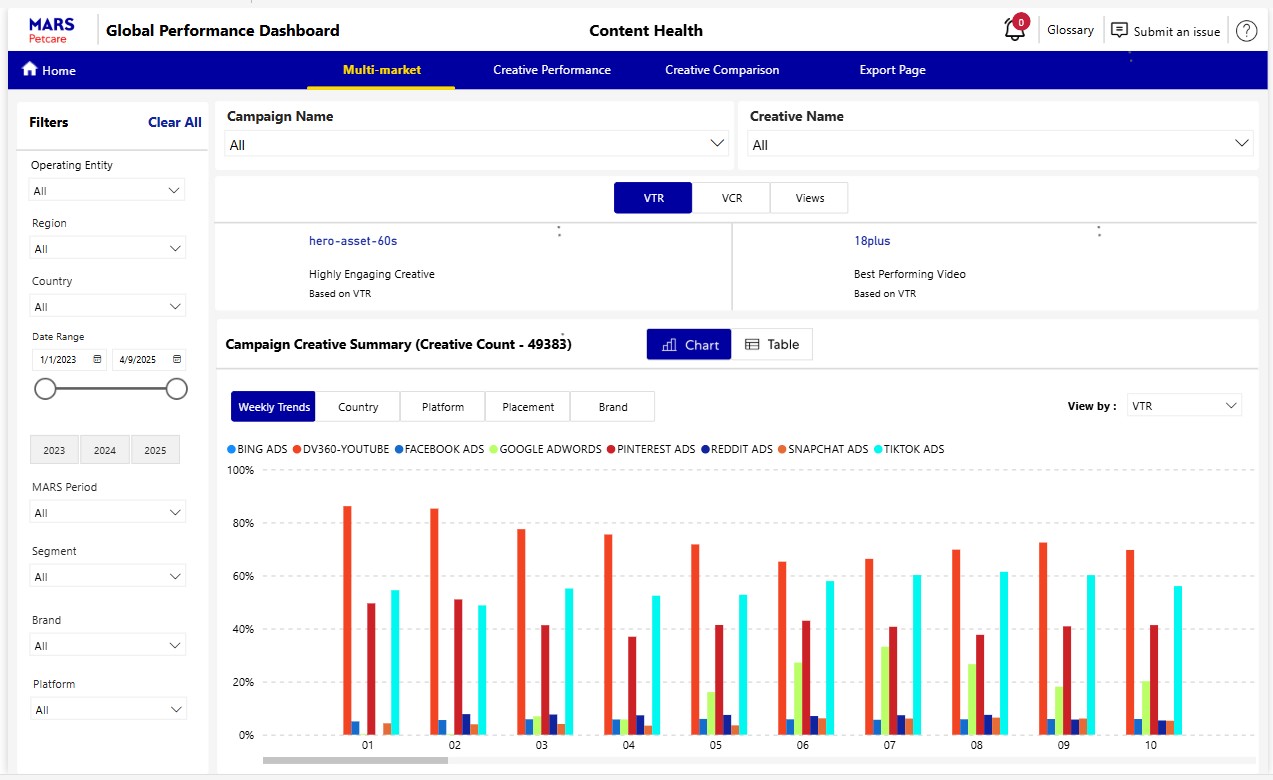 MARS
Petcare
Global Performance Dashboard
Content Health
0
Glossary
Submit an issue
?
Home
Multi-market
Creative Performance
Creative Comparison
Export Page
Filters
Clear All
Operating Entity
All
Region
All
Country
All
Date Range
1/1/2023
4/9/2025
2023
2024
2025
MARS Period
All
Segment
All
Brand
All
Platform
All
Campaign Name
All
Creative Name
All
VTR
VCR
Views
hero-asset-60s
Highly Engaging Creative
Based on VTR
18plus
Best Performing Video
Based on VTR
Campaign Creative Summary (Creative Count - 49383)
Chart
Table
Weekly Trends
Country
Platform
Placement
Brand
View by :
VTR
BING ADS DV360-YOUTUBE FACEBOOK ADS GOOGLE ADWORDS PINTEREST ADS REDDIT ADS SNAPCHAT ADS TIKTOK ADS
100%
80%
60%
40%
20%
0%
01 02 03 04 05 06 07 08 09 10